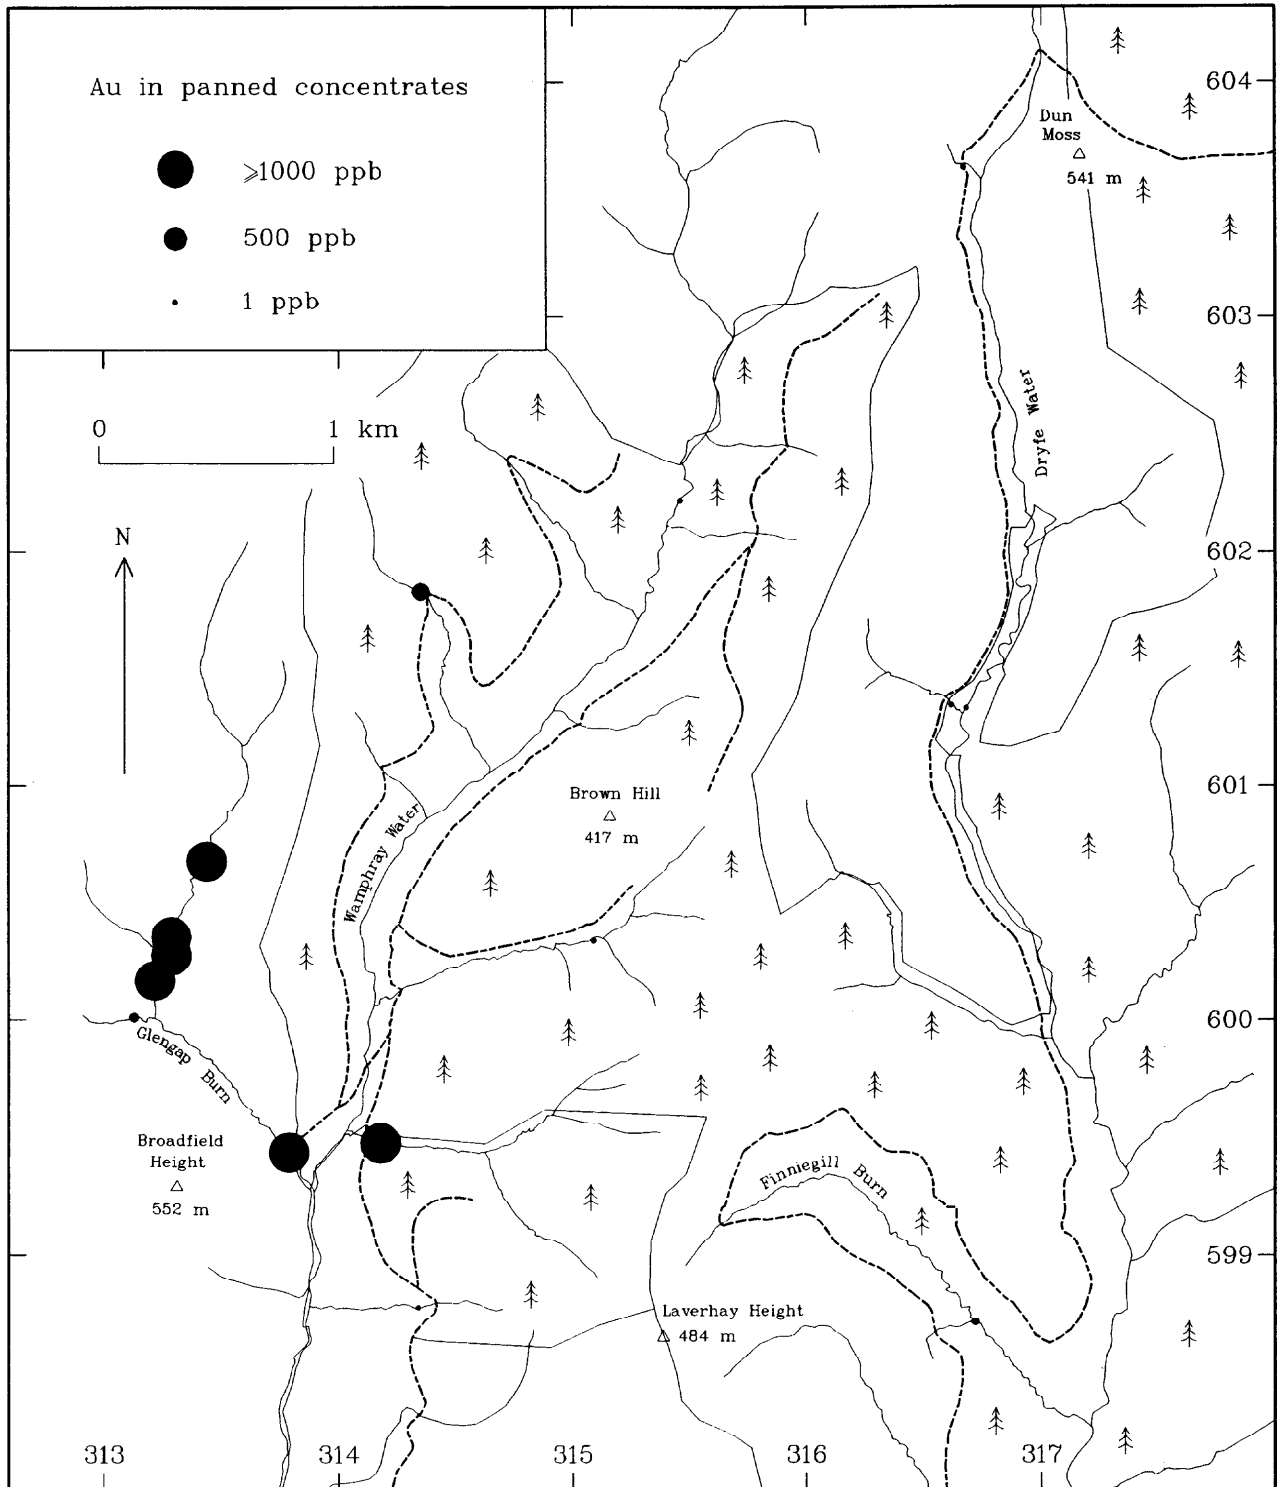 Au in panned concentrates
⩾1000 ppb
500 ppb
1 ppb
604
Dun
Moss
541 m
603
0 1 km
Dryfe Water
N
602
601
Brown Hill
417 m
Wamphray Water
600
Glengap Burn
Broadfield
Height
552 m
Finniegill Burn
599
Laverhay Height
484 m
313 314 315 316 317